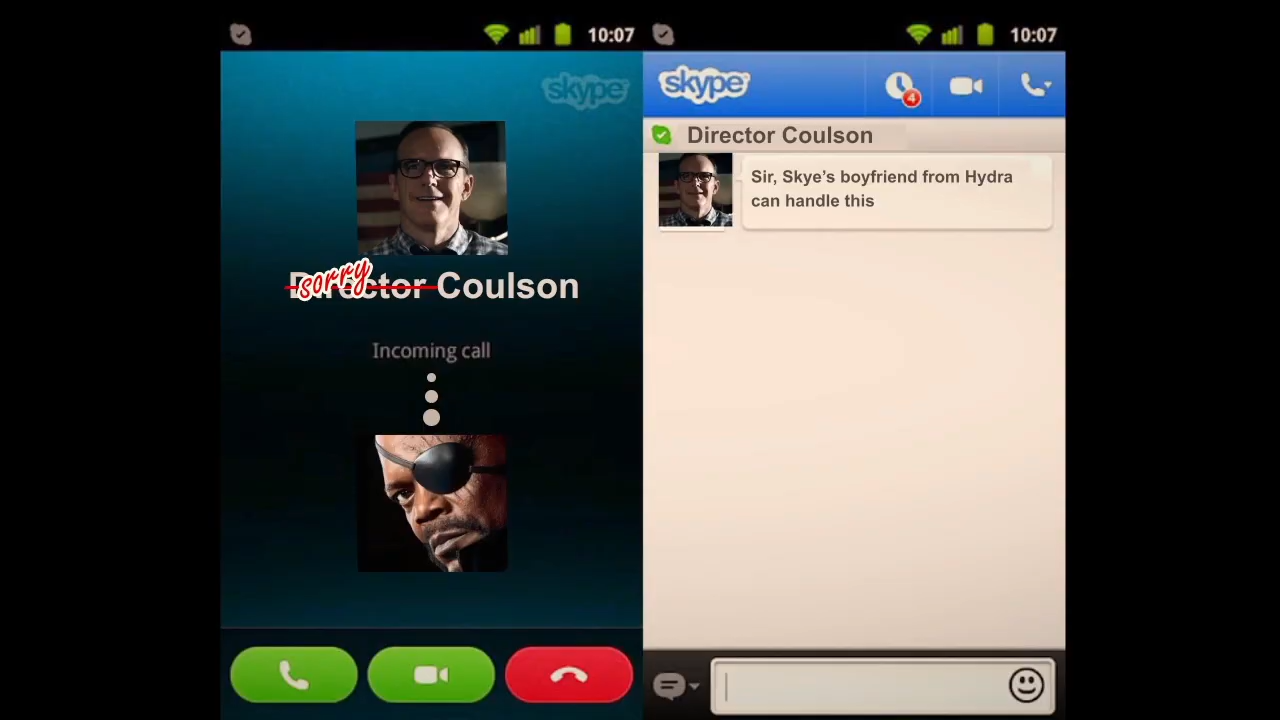 10:07
skype
sorry
Director Coulson
Incoming call
10:07
skype
4
Director Coulson
Sir, Skye's boyfriend from Hydra
can handle this